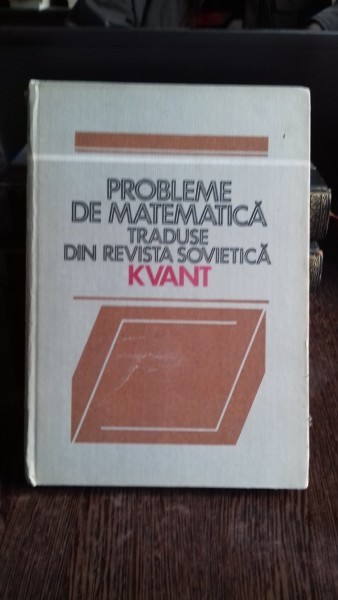 PROBLEME
DE MATEMATICĂ
TRADUSE
DIN REVISTA SOVIETICĂ
KVANT